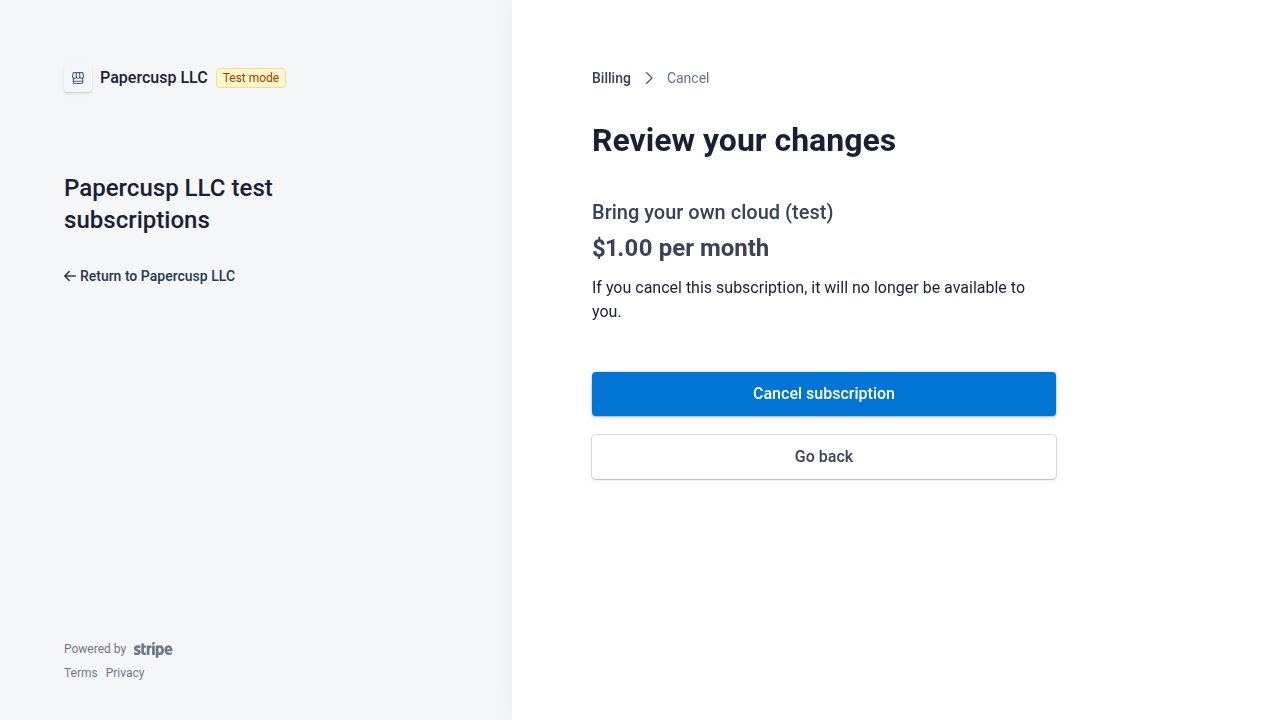 Papercusp LLC Test mode
Papercusp LLC test
subscriptions
Return to Papercusp LLC
Powered by stripe
Terms Privacy
Billing Cancel
Review your changes
Bring your own cloud (test)
$1.00 per month
If you cancel this subscription, it will no longer be available to
you.
Cancel subscription
Go back